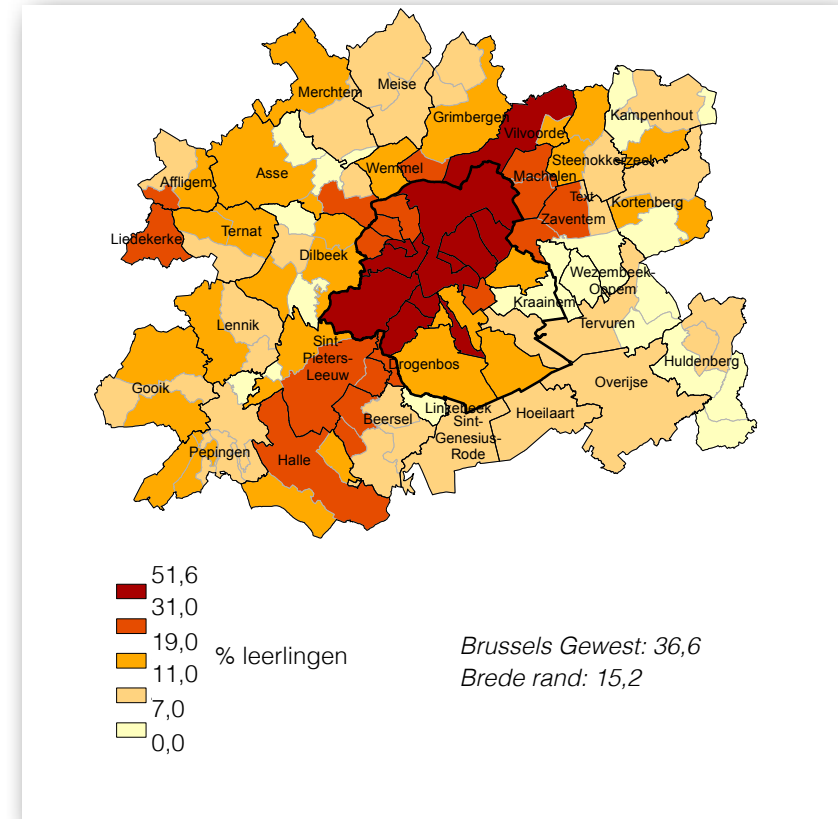 Merchtem
Meise
Grimbergen
Vilvoorde
Kampenhout
Steenokkerzeel
Machelen
Text
Zaventem
Kortenberg
Asse
Wemmel
Affligem
Liedekerke
Ternat
Dilbeek
Wezembeek-
Oppem
Kraainem
Tervuren
Huldenberg
Lennik
Sint-
Pieters-
Leeuw
Drogenbos
Overijse
Gooik
Beersel
Linkebeek
Sint-
Genesius-
Rode
Hoeilaart
Pepingen
Halle
51,6
31,0
19,0
11,0
7,0
0,0
% leerlingen
Brussels Gewest: 36,6
Brede rand: 15,2